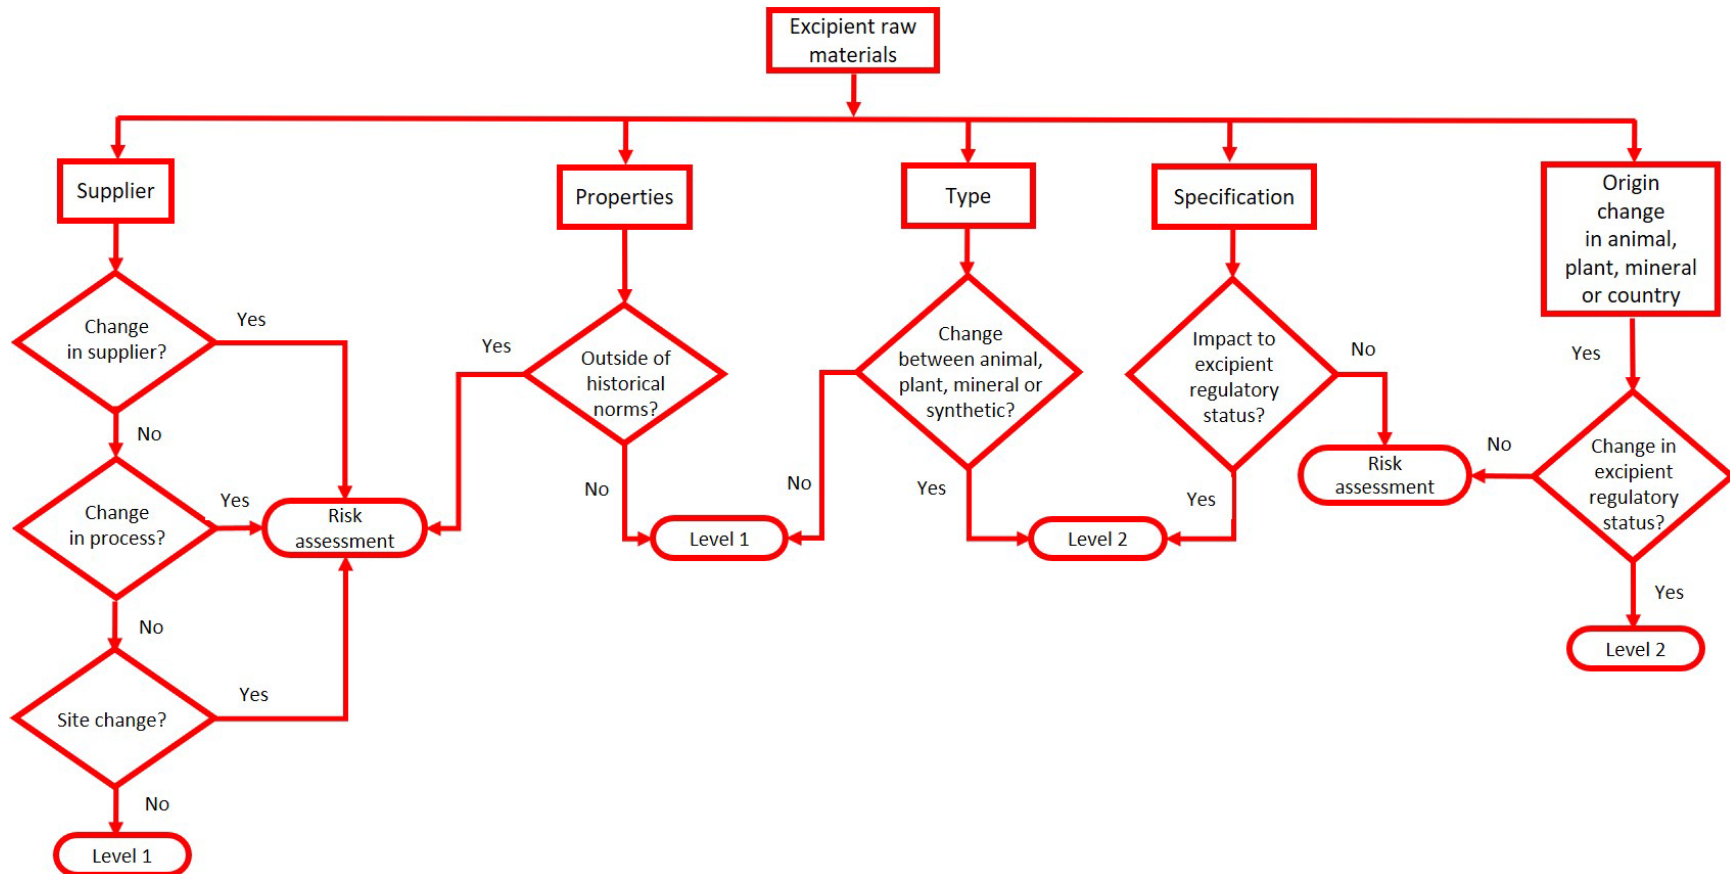 Excipient raw
materials
Supplier
Properties
Type
Specification
Origin
change
in animal,
plant, mineral
or country
Change
in supplier?
Yes
No
Change
in process?
Yes
No
Site change?
Yes
No
Level 1
Risk
assessment
Outside of
historical
norms?
Yes
No
Level 1
Change
between animal,
plant, mineral or
synthetic?
No
Yes
Level 2
Impact to
excipient
regulatory
status?
No
Yes
Risk
assessment
Yes
Change in
excipient
regulatory
status?
No
Yes
Level 2